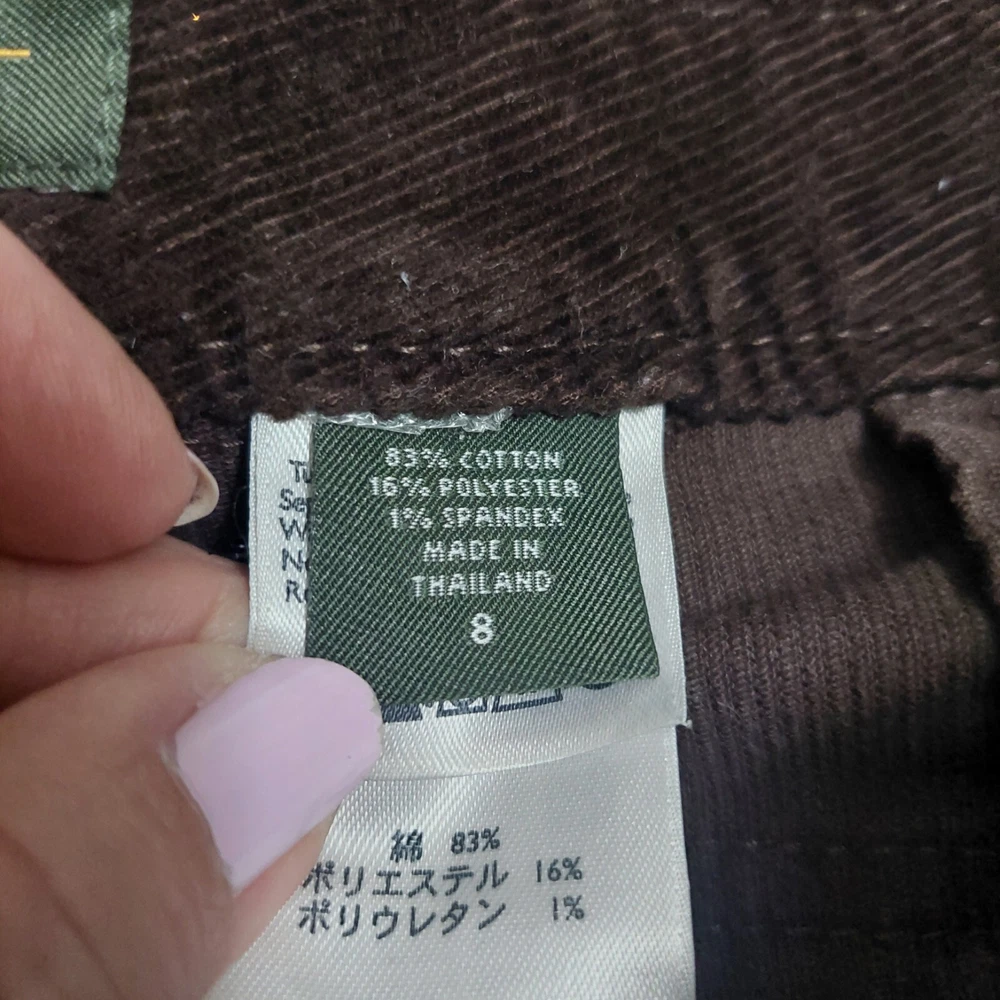 83% COTTON
16% POLYESTER
1% SPANDEX
MADE IN
THAILAND
8
綿 83%
ポリエステル 16%
ポリウレタン 1%